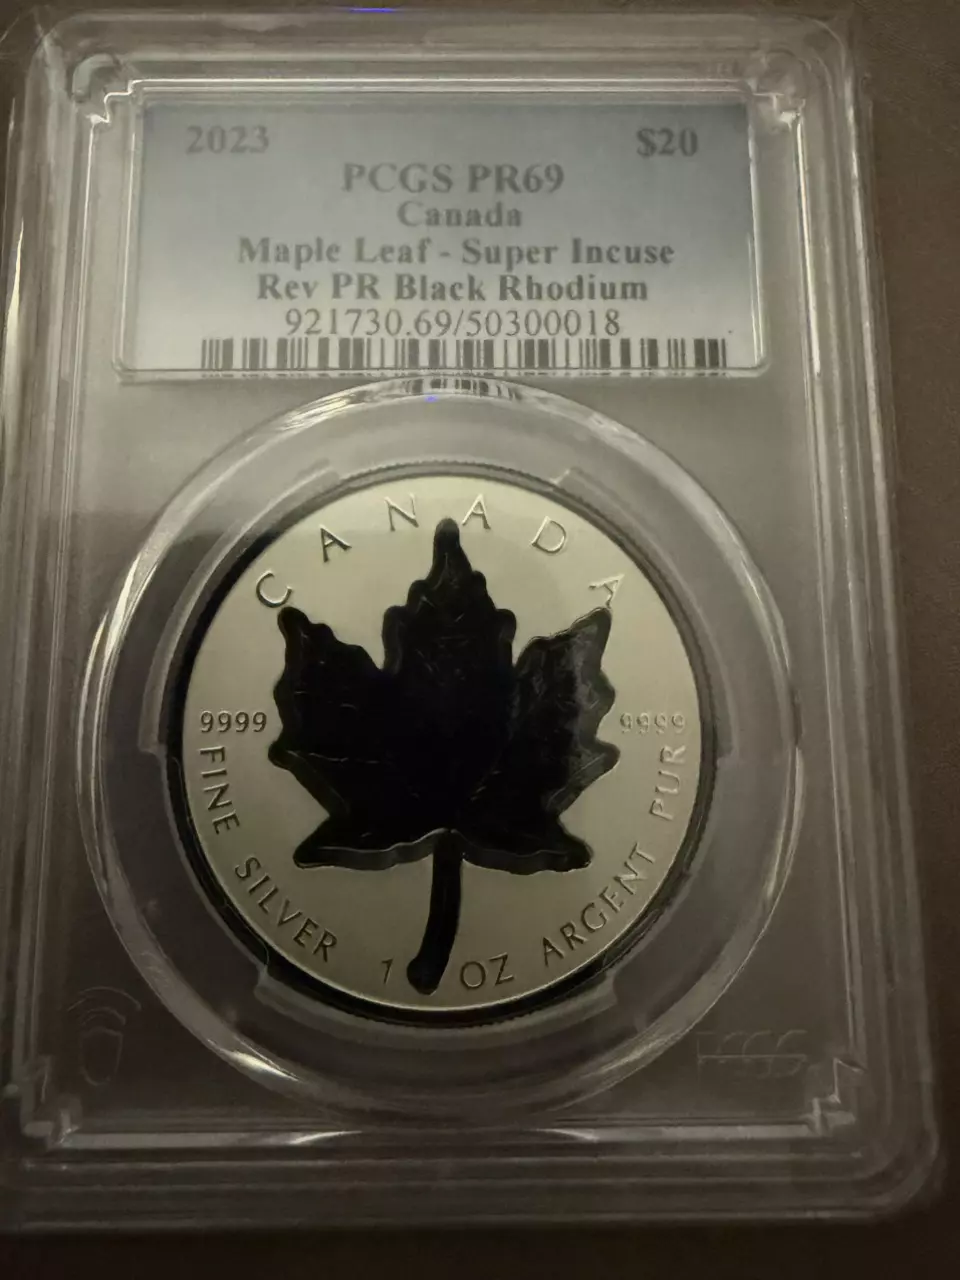 2023 $20
PCGS PR69
Canada
Maple Leaf - Super Incuse
Rev PR Black Rhodium
921730.69/50300018
CANADA
9999 9999
FINE SILVER 1 OZ ARGENT PUR
PCGS